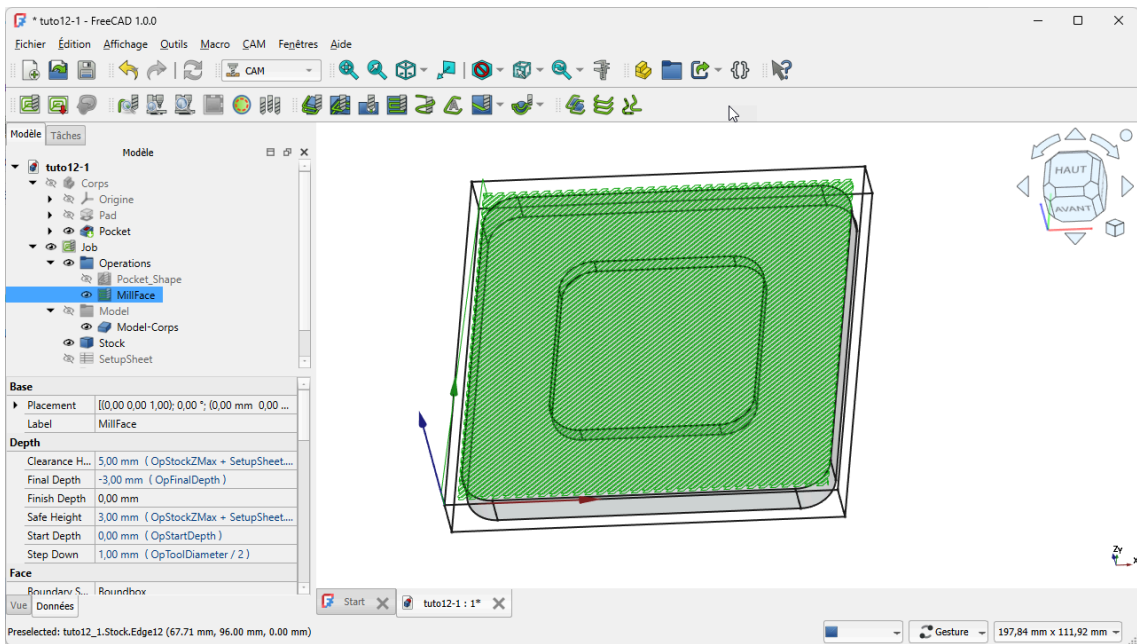 * tuto12-1 - FreeCAD 1.0.0
Fichier Édition Affichage Outils Macro CAM Fenêtres Aide
CAM
Modèle Tâches
Modèle
tuto12-1
Corps
Origine
Pad
Pocket
Job
Operations
Pocket_Shape
MillFace
Model
Model-Corps
Stock
SetupSheet
Base
Placement [(0,00 0,00 1,00); 0,00 °; (0,00 mm 0,00 ...
Label MillFace
Depth
Clearance H... 5,00 mm ( OpStockZMax + SetupSheet....
Final Depth -3,00 mm ( OpFinalDepth )
Finish Depth 0,00 mm
Safe Height 3,00 mm ( OpStockZMax + SetupSheet....
Start Depth 0,00 mm ( OpStartDepth )
Step Down 1,00 mm ( OpToolDiameter / 2 )
Face
Boundary S... Boundbox
Vue Données
HAUT
AVANT
Z Y
X
Start tuto12-1 : 1*
Preselected: tuto12_1.Stock.Edge12 (67.71 mm, 96.00 mm, 0.00 mm)
Gesture 197,84 mm x 111,92 mm